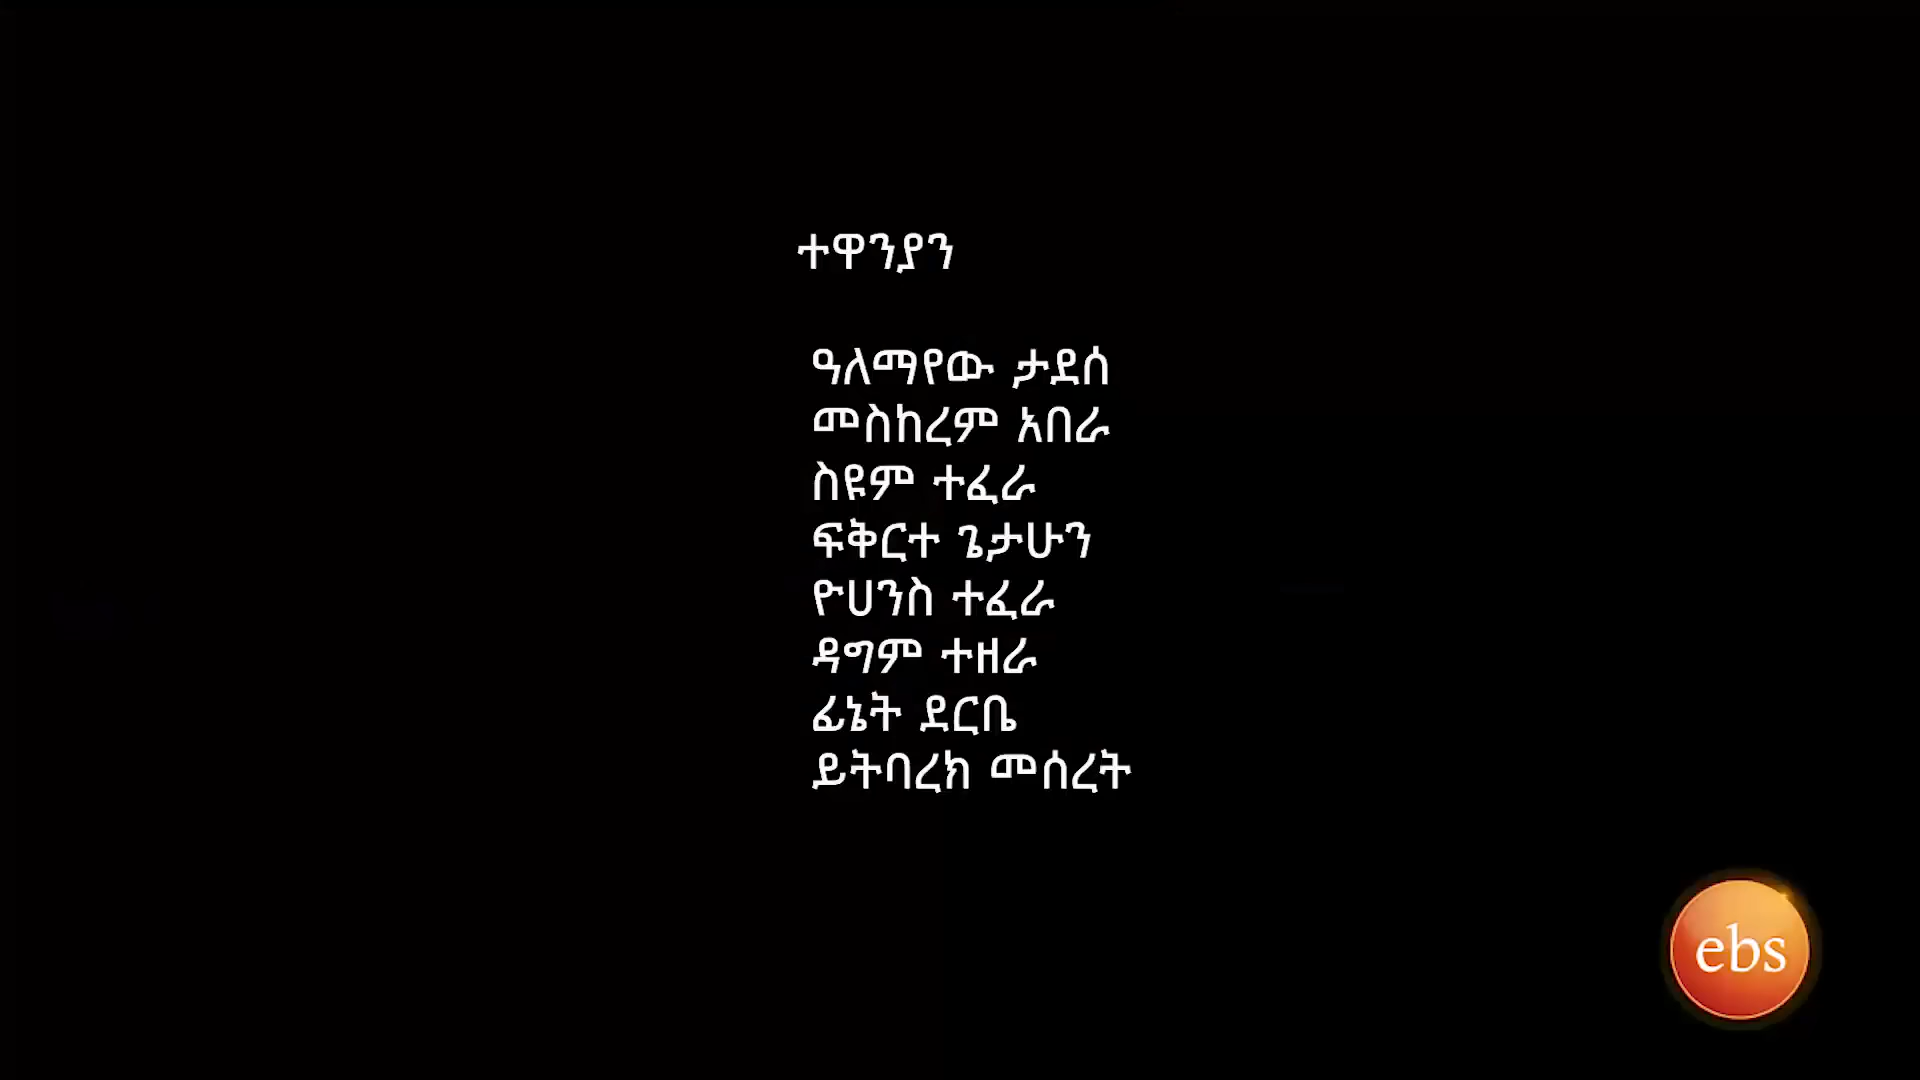 ተዋንያን
ዓለማየው ታደሰ
መስከረም አበራ
ስዩም ተፈራ
ፍቅርተ ጌታሁን
ዮሀንስ ተፈራ
ዳግም ተዘራ
ፊኔት ደርቤ
ይትባረክ መሰረት
ebs